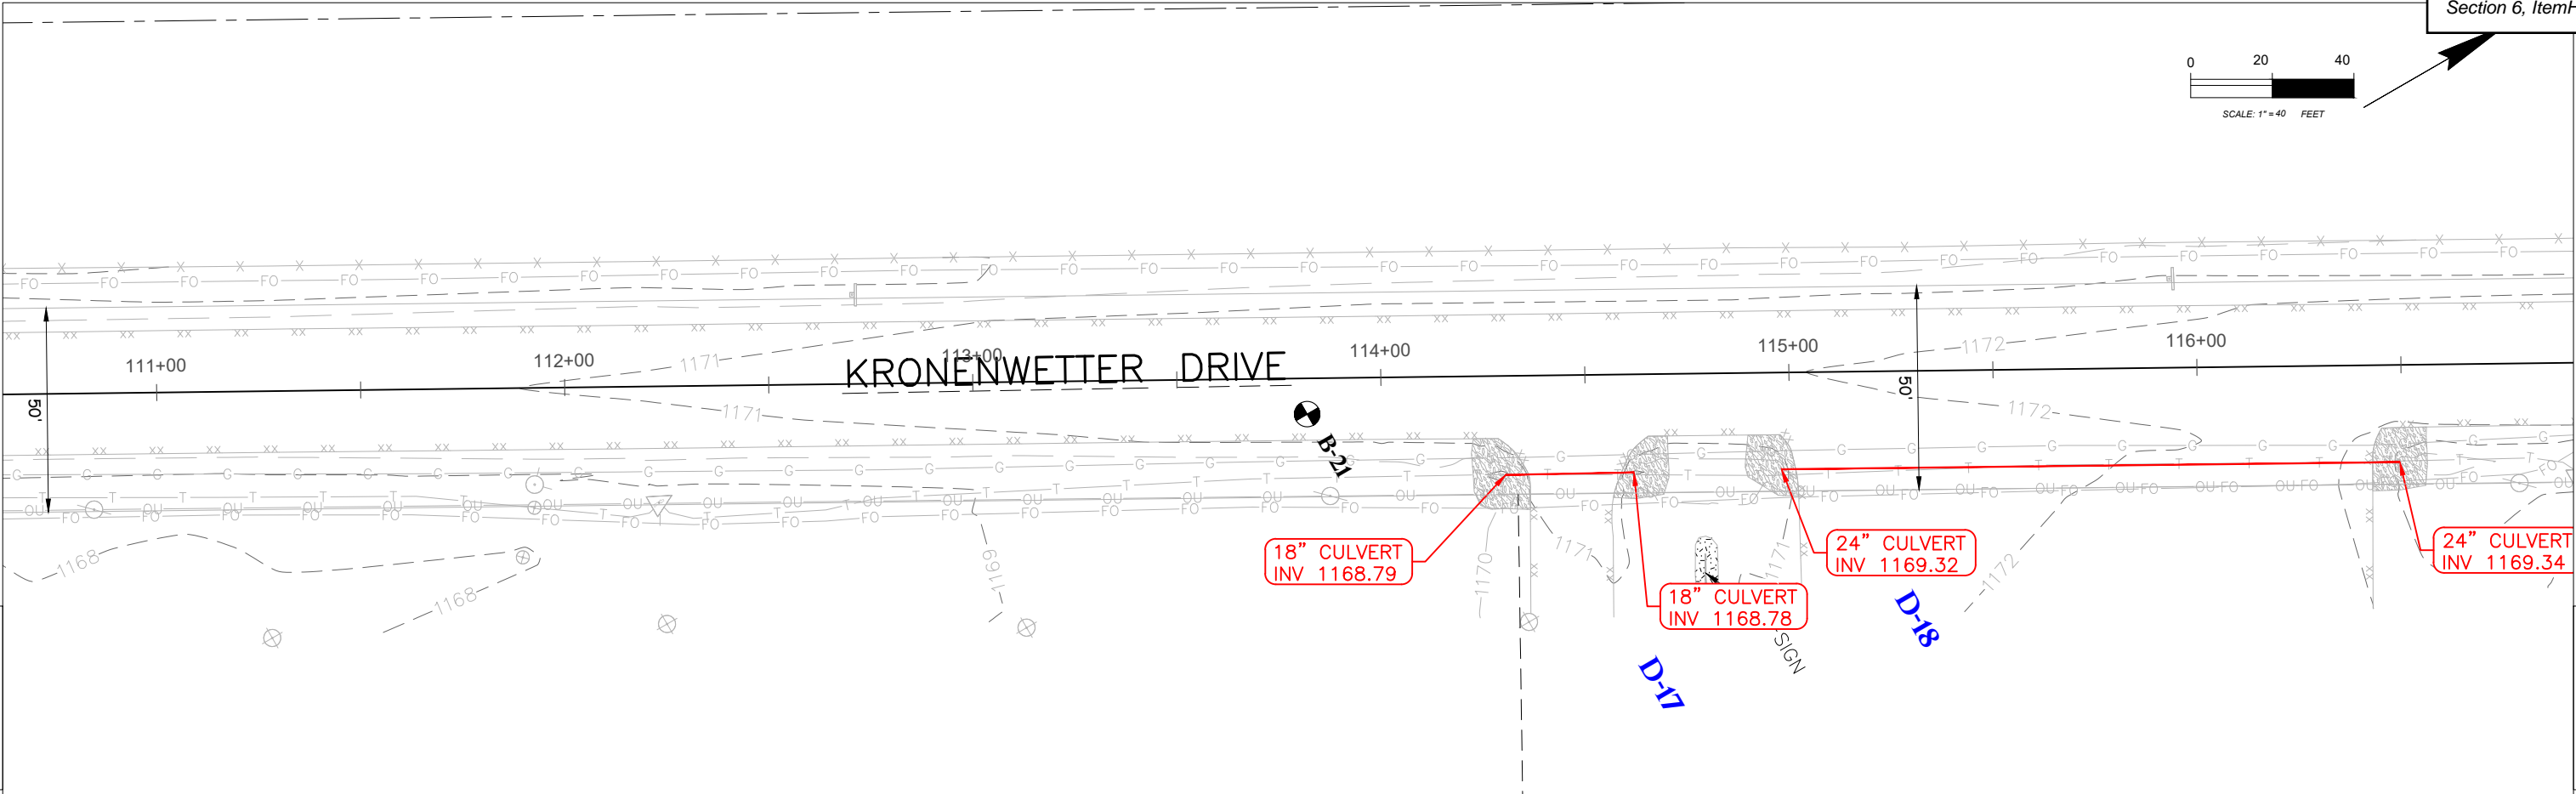 Section 6, ItemH
0 20 40
SCALE: 1" = 40 FEET
111+00 112+00 113+00 114+00 115+00 116+00
KRONENWETTER DRIVE
1171
1171
1172
1172
50'
50'
B-21
18” CULVERT
INV 1168.79
18” CULVERT
INV 1168.78
24” CULVERT
INV 1169.32
24” CULVERT
INV 1169.34
1168
1168
1169
1170
1171
1171
1172
SIGN
D-17
D-18